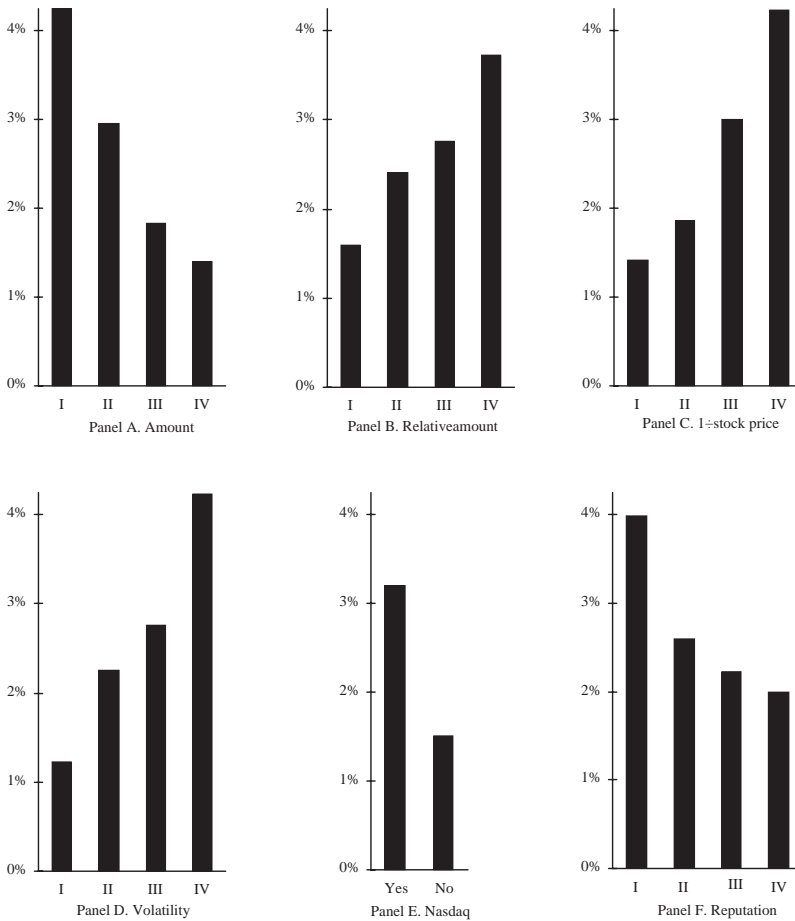 4%
3%
2%
1%
0%
I II III IV
Panel A. Amount
4%
3%
2%
1%
0%
I II III IV
Panel B. Relativeamount
4%
3%
2%
1%
0%
I II III IV
Panel C. 1÷stock price
4%
3%
2%
1%
0%
I II III IV
Panel D. Volatility
4%
3%
2%
1%
0%
Yes No
Panel E. Nasdaq
4%
3%
2%
1%
0%
I II III IV
Panel F. Reputation